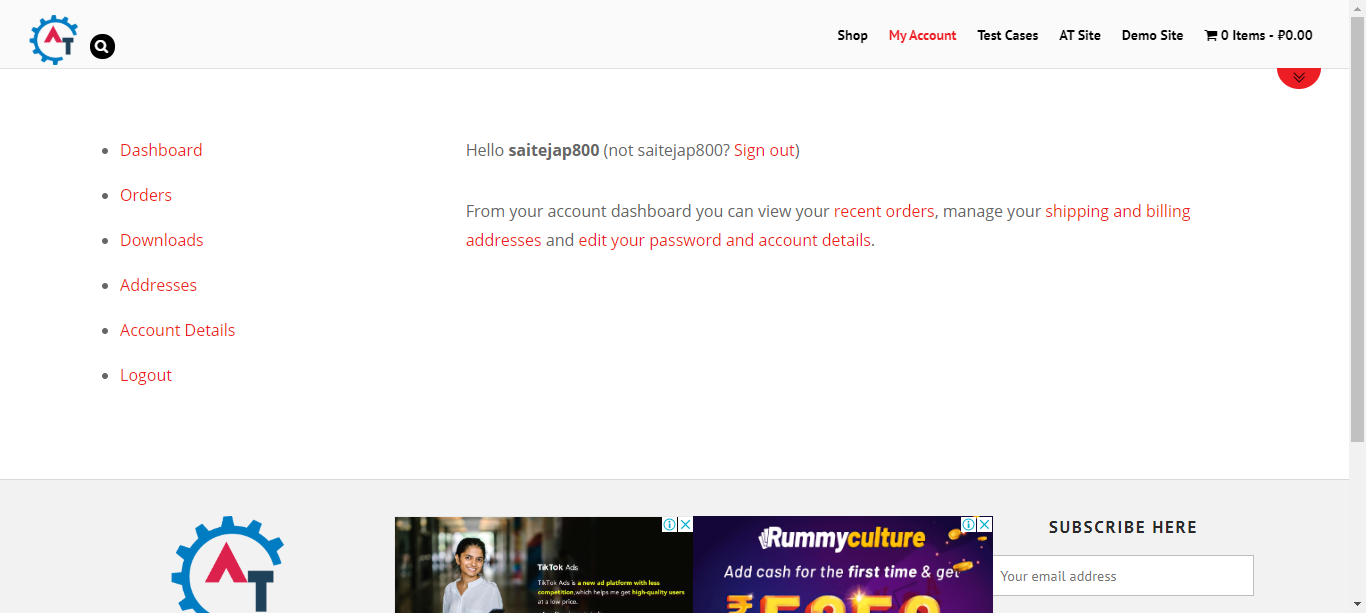 AT
Shop My Account Test Cases AT Site Demo Site 0 Items - ₽0.00
Dashboard
Orders
Downloads
Addresses
Account Details
Logout
Hello saitejap800 (not saitejap800? Sign out)
From your account dashboard you can view your recent orders, manage your shipping and billing
addresses and edit your password and account details.
AT
TikTok Ads
TikTok Ads is a new ad platform with less
competition,which helps me get high-quality users
at a low price.
Rummyculture
Add cash for the first time & get
₹5250
SUBSCRIBE HERE
Your email address